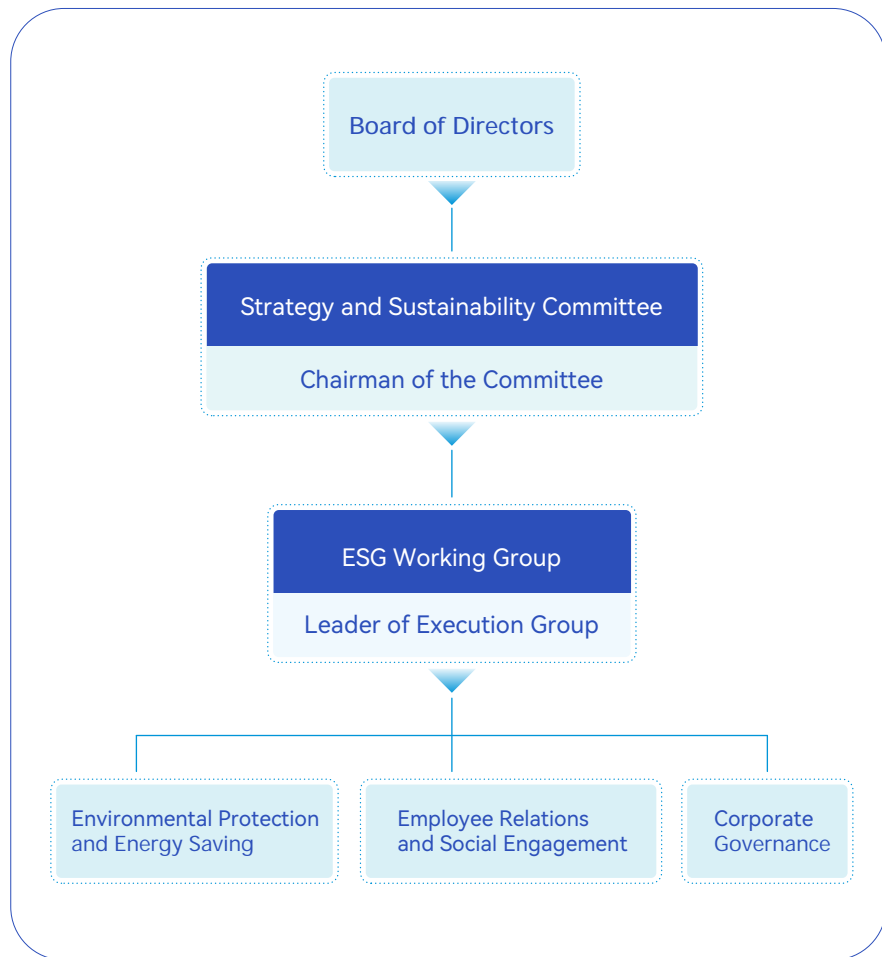 Board of Directors
Strategy and Sustainability Committee
Chairman of the Committee
ESG Working Group
Leader of Execution Group
Environmental Protection
and Energy Saving
Employee Relations
and Social Engagement
Corporate
Governance